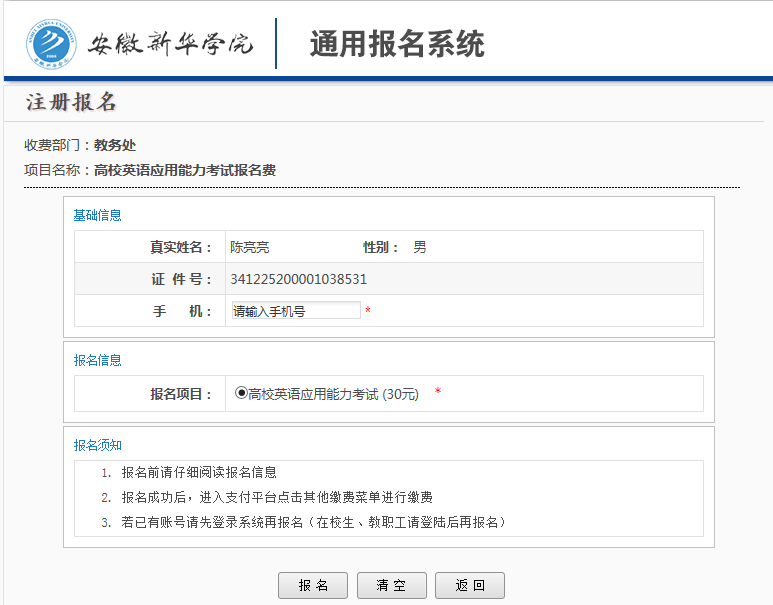 安徽新华学院 通用报名系统
注册报名
收费部门：教务处
项目名称：高校英语应用能力考试报名费
基础信息
真实姓名： 陈亮亮 性别： 男
证 件 号： 341225200001038531
手 机： 请输入手机号 *
报名信息
报名项目： 高校英语应用能力考试 (30元) *
报名须知
1. 报名前请仔细阅读报名信息
2. 报名成功后，进入支付平台点击其他缴费菜单进行缴费
3. 若已有账号请先登录系统再报名（在校生、教职工请登陆后再报名）
报 名 清 空 返 回